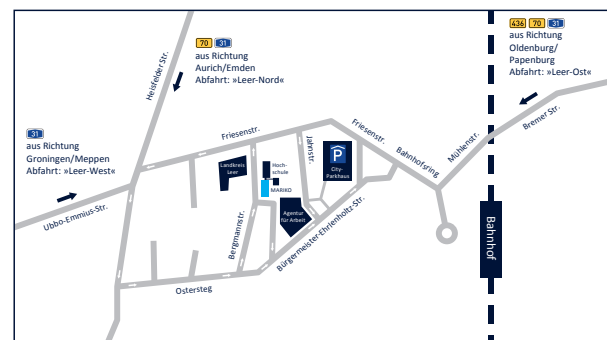 70 31
aus Richtung
Aurich/Emden
Abfahrt: »Leer-Nord«
436 70 31
aus Richtung
Oldenburg/
Papenburg
Abfahrt: »Leer-Ost«
31
aus Richtung
Groningen/Meppen
Abfahrt: »Leer-West«
Heisfelder Str.
Friesenstr.
Jahnstr.
Friesenstr.
Bahnhofsring
Mühlenstr.
Bremer Str.
Landkreis
Leer
Hoch-
schule
MARIKO
P
City-
Parkhaus
Agentur
für Arbeit
Ubbo-Emmius-Str.
Bergmannstr.
Bürgermeister-Ehrlenholtz-Str.
Ostersteg
Bahnhof